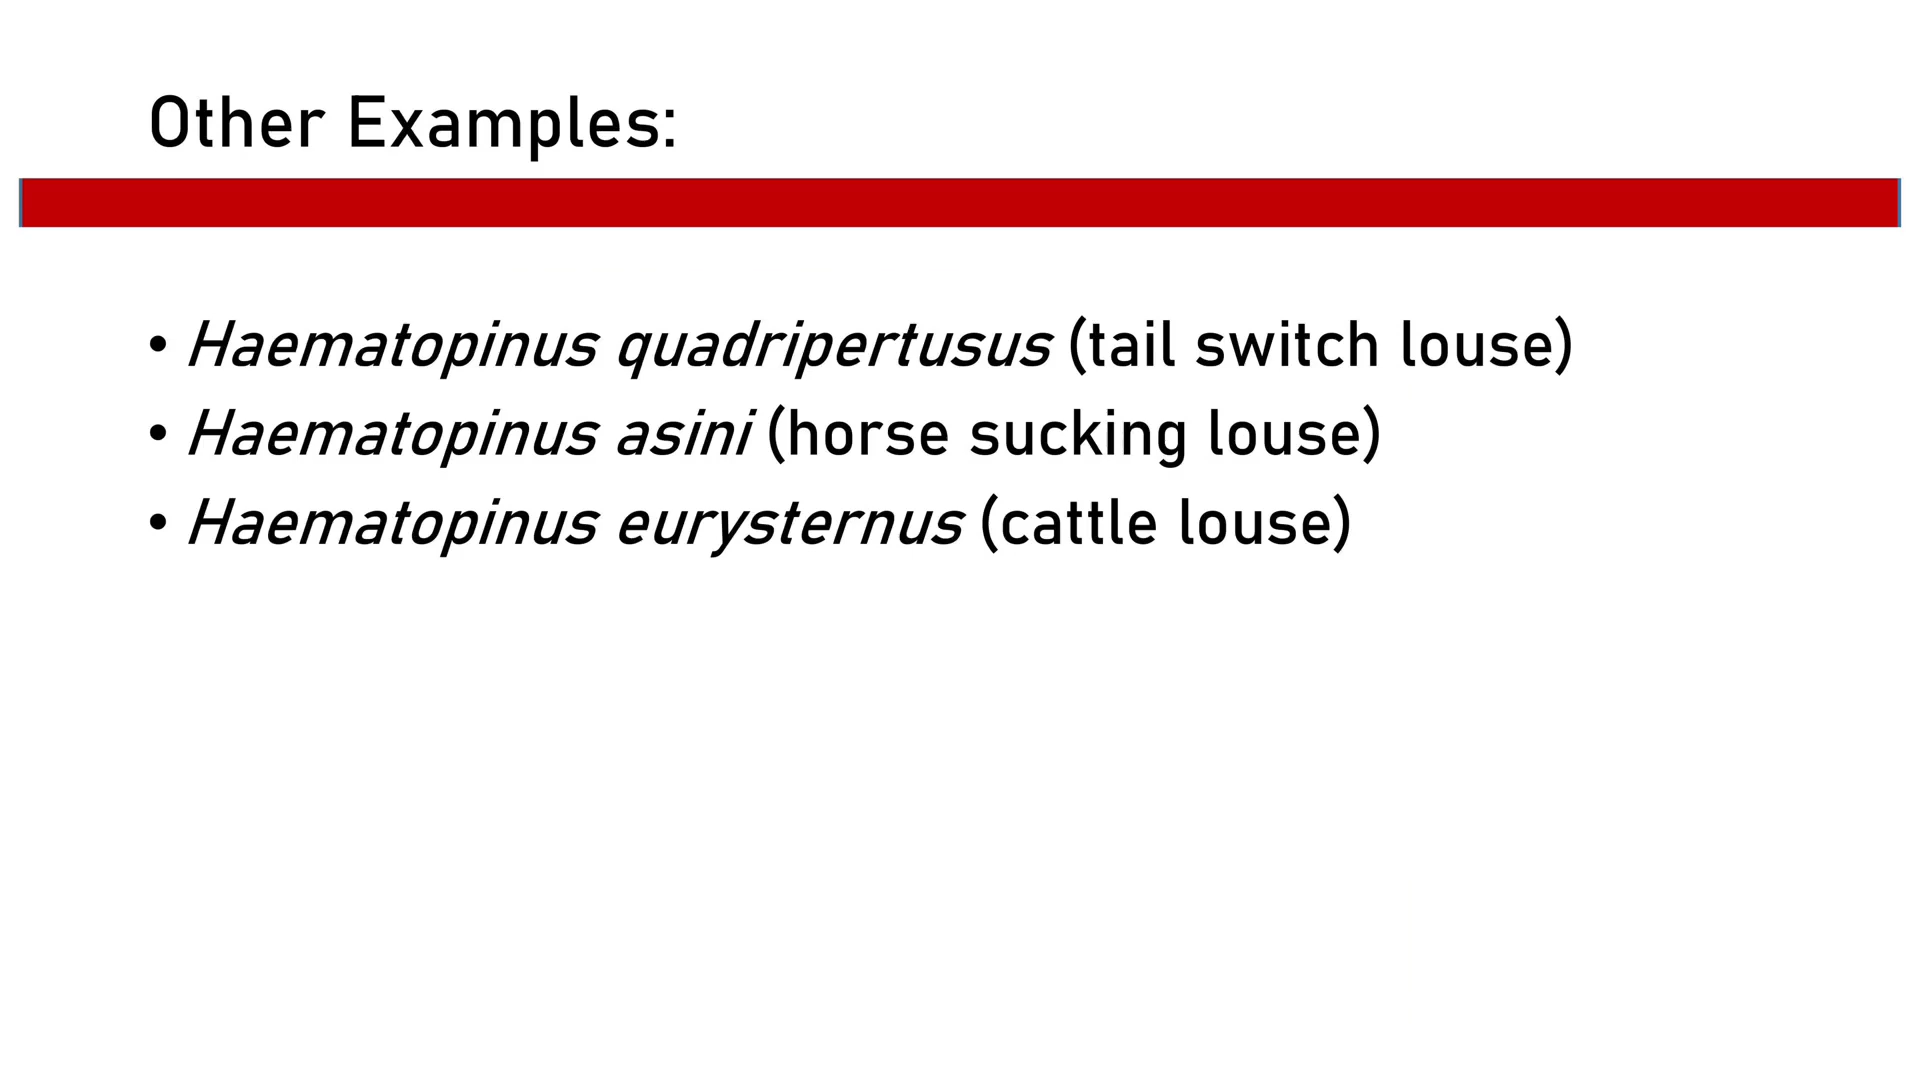 Other Examples:
• Haematopinus quadripertusus (tail switch louse)
• Haematopinus asini (horse sucking louse)
• Haematopinus eurysternus (cattle louse)